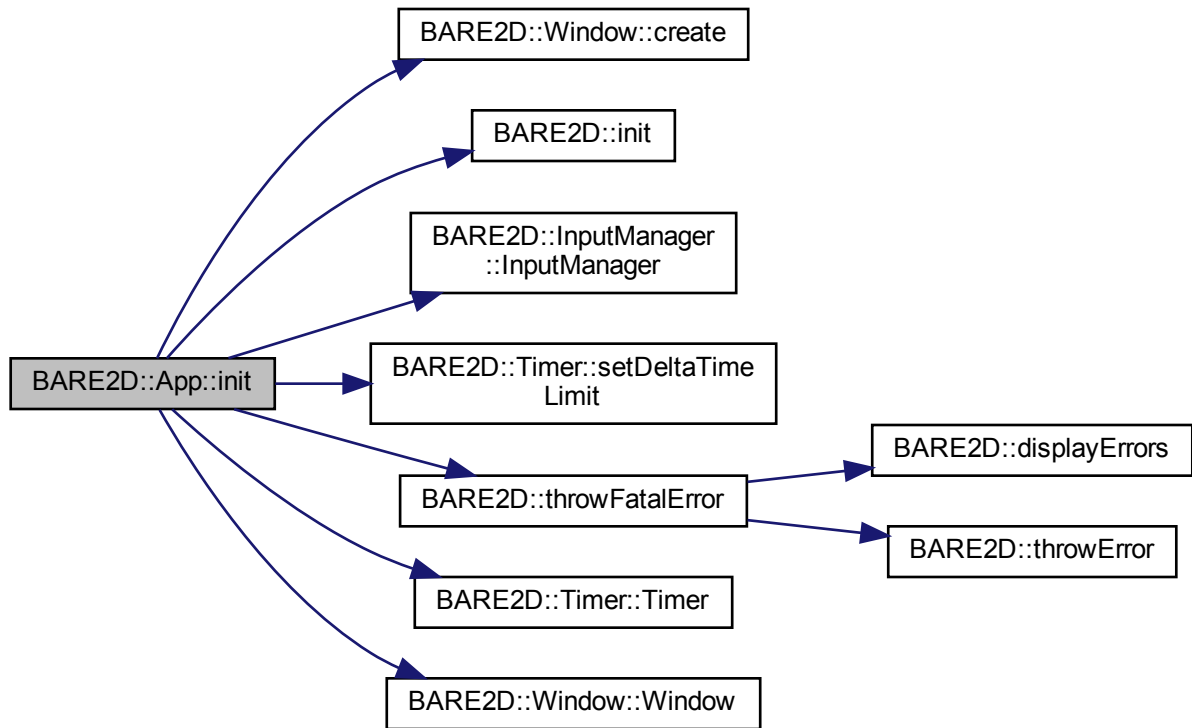 BARE2D::Window::create
BARE2D::init
BARE2D::InputManager
::InputManager
BARE2D::App::init
BARE2D::Timer::setDeltaTime
Limit
BARE2D::displayErrors
BARE2D::throwFatalError
BARE2D::throwError
BARE2D::Timer::Timer
BARE2D::Window::Window